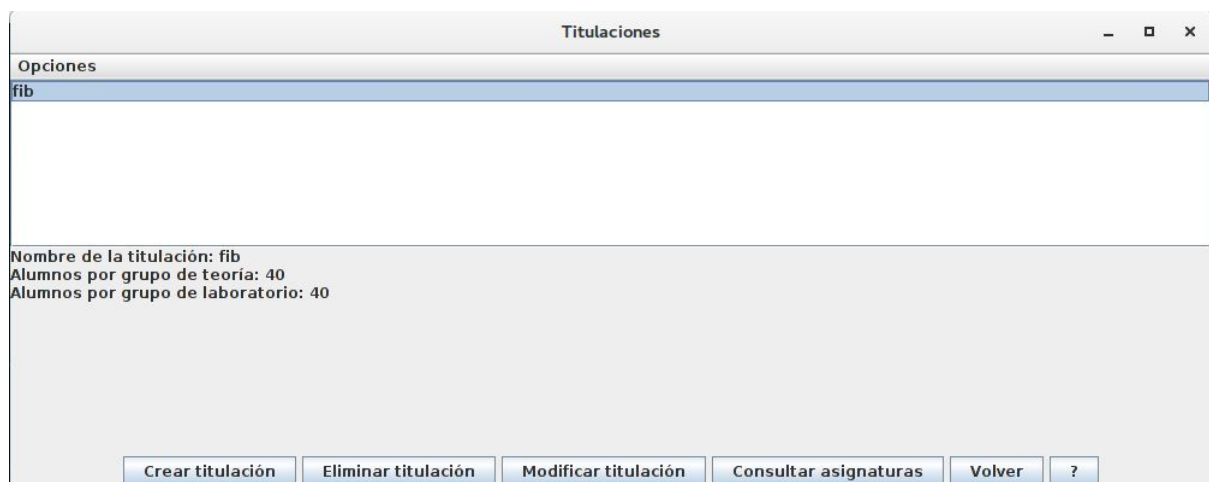 Titulaciones
Opciones
fib
Nombre de la titulación: fib
Alumnos por grupo de teoría: 40
Alumnos por grupo de laboratorio: 40
Crear titulación Eliminar titulación Modificar titulación Consultar asignaturas Volver ?